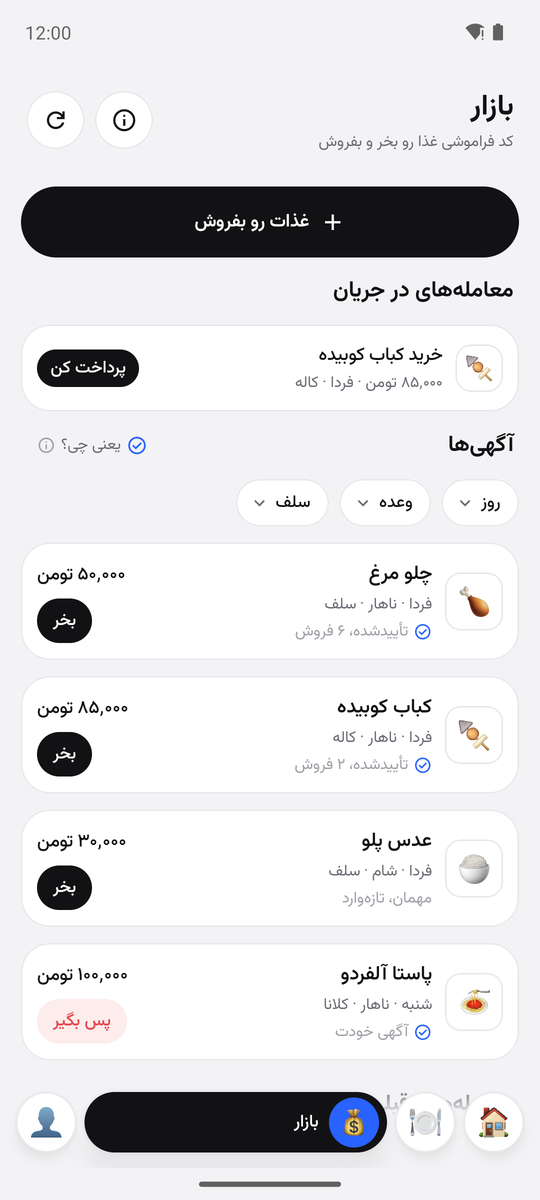 12:00
بازار
کد فراموشی غذا رو بخر و بفروش
غذات رو بفروش
معامله‌های در جریان
خرید کباب کوبیده
۸۵,۰۰۰ تومن · فردا · کاله
پرداخت کن
آگهی‌ها
یعنی چی؟
روز
وعده
سلف
چلو مرغ
۵۰,۰۰۰ تومن
فردا · ناهار · سلف
تأییدشده، ۶ فروش
بخر
کباب کوبیده
۸۵,۰۰۰ تومن
فردا · ناهار · کاله
تأییدشده، ۲ فروش
بخر
عدس پلو
۳۰,۰۰۰ تومن
فردا · شام · سلف
مهمان، تازه‌وارد
بخر
پاستا آلفردو
۱۰۰,۰۰۰ تومن
شنبه · ناهار · کلانا
آگهی خودت
پس بگیر
بازار